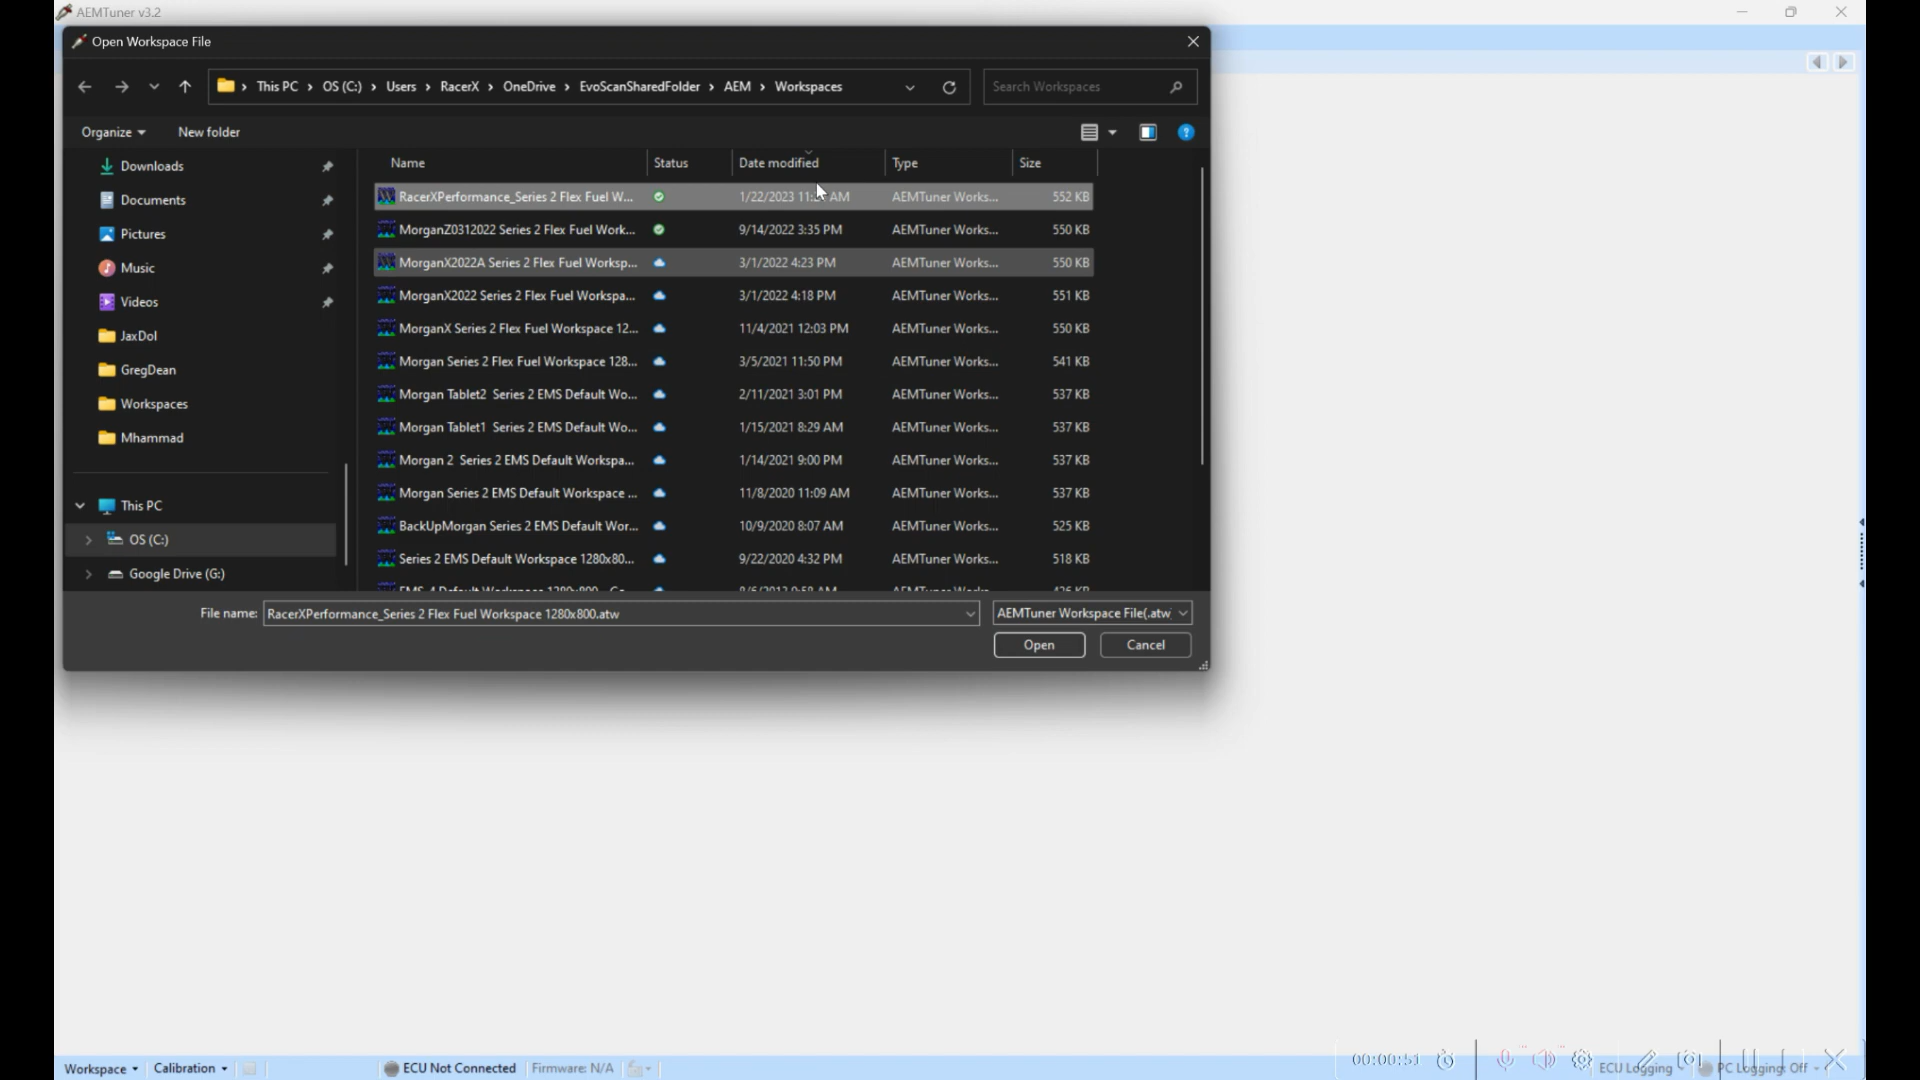 AEMTuner v3.2
Open Workspace File
This PC > OS (C:) > Users > RacerX > OneDrive > EvoScanSharedFolder > AEM > Workspaces
Search Workspaces
Organize
New folder
Name Status Date modified Type Size
Downloads
Documents
Pictures
Music
Videos
JaxDol
GregDean
Workspaces
Mhammad
This PC
OS (C:)
Google Drive (G:)
RacerXPerformance_Series 2 Flex Fuel W... 1/22/2023 AM AEMTuner Works... 552 KB
MorganZ0312022 Series 2 Flex Fuel Work... 9/14/2022 3:35 PM AEMTuner Works... 550 KB
MorganX2022A Series 2 Flex Fuel Worksp... 3/1/2022 4:23 PM AEMTuner Works... 550 KB
MorganX2022 Series 2 Flex Fuel Workspa... 3/1/2022 4:18 PM AEMTuner Works... 551 KB
MorganX Series 2 Flex Fuel Workspace 12... 11/4/2021 12:03 PM AEMTuner Works... 550 KB
Morgan Series 2 Flex Fuel Workspace 128... 3/5/2021 11:50 PM AEMTuner Works... 541 KB
Morgan Tablet2 Series 2 EMS Default Wo... 2/11/2021 3:01 PM AEMTuner Works... 537 KB
Morgan Tablet1 Series 2 EMS Default Wo... 1/15/2021 8:29 AM AEMTuner Works... 537 KB
Morgan 2 Series 2 EMS Default Workspa... 1/14/2021 9:00 PM AEMTuner Works... 537 KB
Morgan Series 2 EMS Default Workspace ... 11/8/2020 11:09 AM AEMTuner Works... 537 KB
BackUpMorgan Series 2 EMS Default Wor... 10/9/2020 8:07 AM AEMTuner Works... 525 KB
Series 2 EMS Default Workspace 1280x80... 9/22/2020 4:32 PM AEMTuner Works... 518 KB
File name: RacerXPerformance_Series 2 Flex Fuel Workspace 1280x800.atw
AEMTuner Workspace File(.atw
Open
Cancel
Workspace
Calibration
ECU Not Connected
Firmware: N/A
00:00:51
ECU Logging
PC Logging: Off